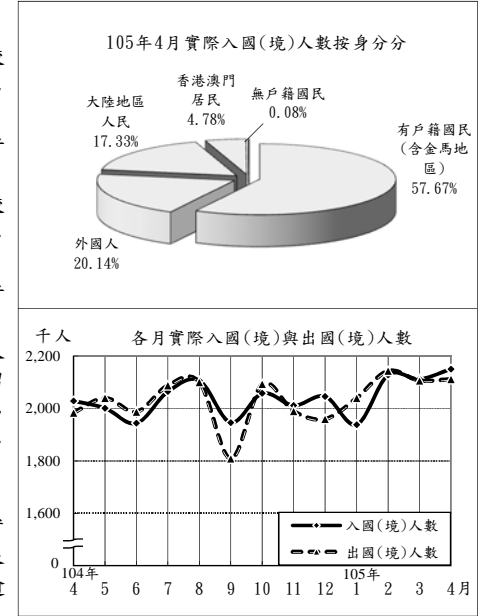 105年4月實際入國(境)人數按身分分
香港澳門
居民
4.78%
無戶籍國民
0.08%
大陸地區
人民
17.33%
有戶籍國民
(含金馬地
區)
57.67%
外國人
20.14%
千人
各月實際入國(境)與出國(境)人數
2,200
2,000
1,800
1,600
0
入國(境)人數
出國(境)人數
104年 105年
4 5 6 7 8 9 10 11 12 1 2 3 4月